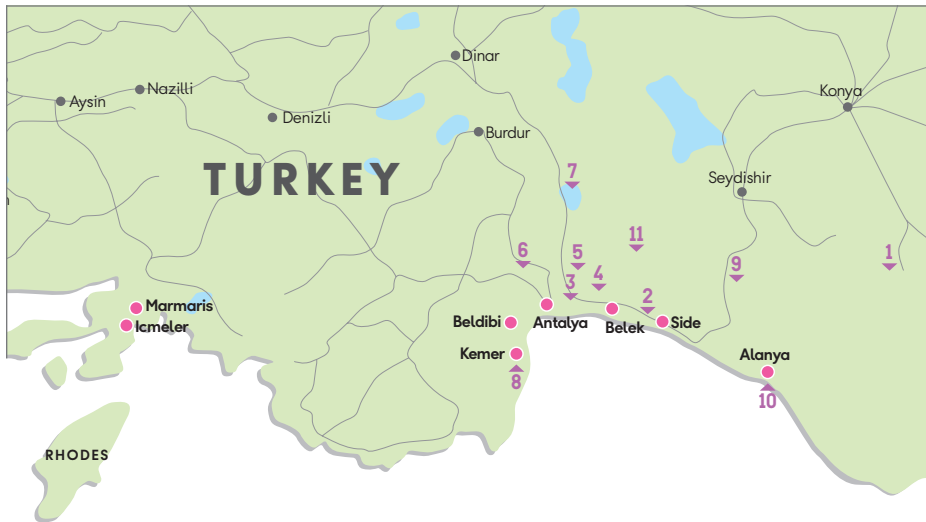 Dinar
Nazilli
Konya
Aysin
Denizli
Burdur
TURKEY
7
Seydishir
11
6
5
1
9
4
3
2
Marmaris
Icmeler
Beldibi
Antalya
Belek
Side
Kemer
Alanya
8
10
RHODES